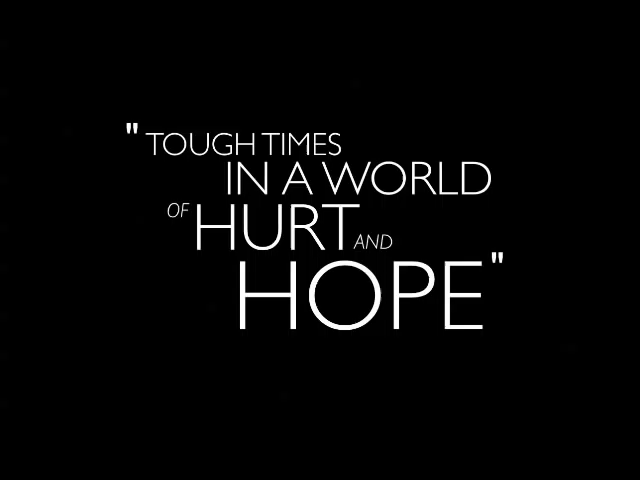 "TOUGH TIMES
IN A WORLD
OF HURT AND
HOPE"